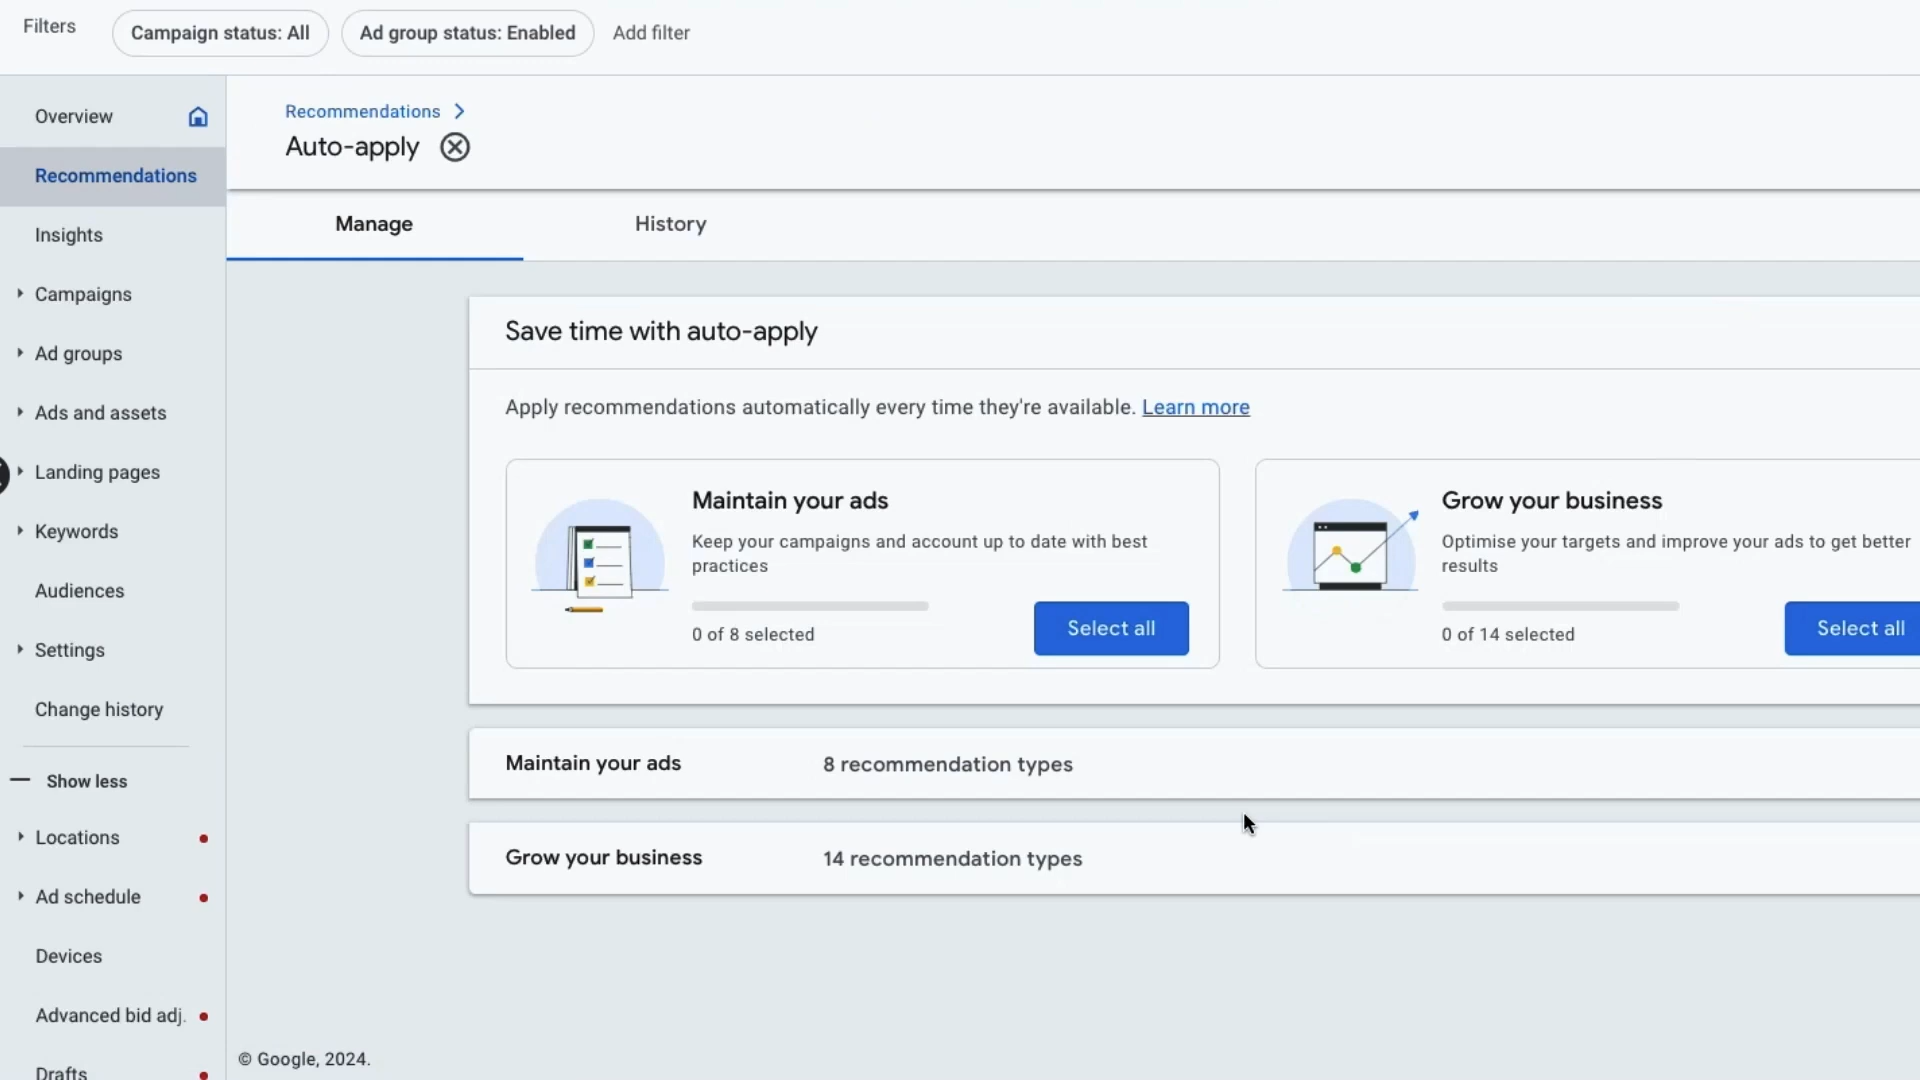 Filters
Campaign status: All
Ad group status: Enabled
Add filter
Overview
Recommendations
Insights
Campaigns
Ad groups
Ads and assets
Landing pages
Keywords
Audiences
Settings
Change history
Show less
Locations
Ad schedule
Devices
Advanced bid adj.
Drafts
Recommendations
Auto-apply
Manage
History
Save time with auto-apply
Apply recommendations automatically every time they're available. Learn more
Maintain your ads
Keep your campaigns and account up to date with best
practices
0 of 8 selected
Select all
Grow your business
Optimise your targets and improve your ads to get better
results
0 of 14 selected
Select all
Maintain your ads
8 recommendation types
Grow your business
14 recommendation types
© Google, 2024.